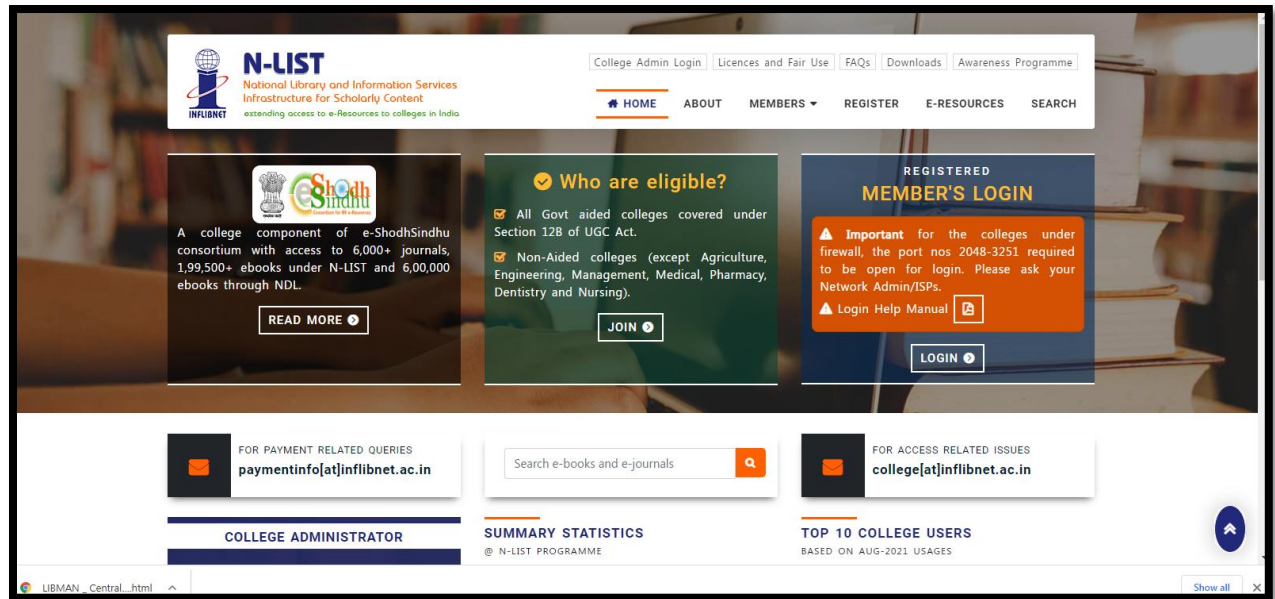 N-LIST
National Library and Information Services
Infrastructure for Scholarly Content
extending access to e-Resources to colleges in India
INFLIBNET
College Admin Login
Licences and Fair Use
FAQs
Downloads
Awareness Programme
HOME
ABOUT
MEMBERS
REGISTER
E-RESOURCES
SEARCH
e-ShodhSindhu
Consortium for HE e-Resources
A college component of e-ShodhSindhu
consortium with access to 6,000+ journals,
1,99,500+ ebooks under N-LIST and 6,00,000
ebooks through NDL.
READ MORE
Who are eligible?
All Govt aided colleges covered under
Section 12B of UGC Act.
Non-Aided colleges (except Agriculture,
Engineering, Management, Medical, Pharmacy,
Dentistry and Nursing).
JOIN
REGISTERED
MEMBER'S LOGIN
Important for the colleges under
firewall, the port nos 2048-3251 required
to be open for login. Please ask your
Network Admin/ISPs.
Login Help Manual
LOGIN
FOR PAYMENT RELATED QUERIES
paymentinfo[at]inflibnet.ac.in
Search e-books and e-journals
FOR ACCESS RELATED ISSUES
college[at]inflibnet.ac.in
COLLEGE ADMINISTRATOR
SUMMARY STATISTICS
@ N-LIST PROGRAMME
TOP 10 COLLEGE USERS
BASED ON AUG-2021 USAGES
LIBMAN _ Central....html
Show all